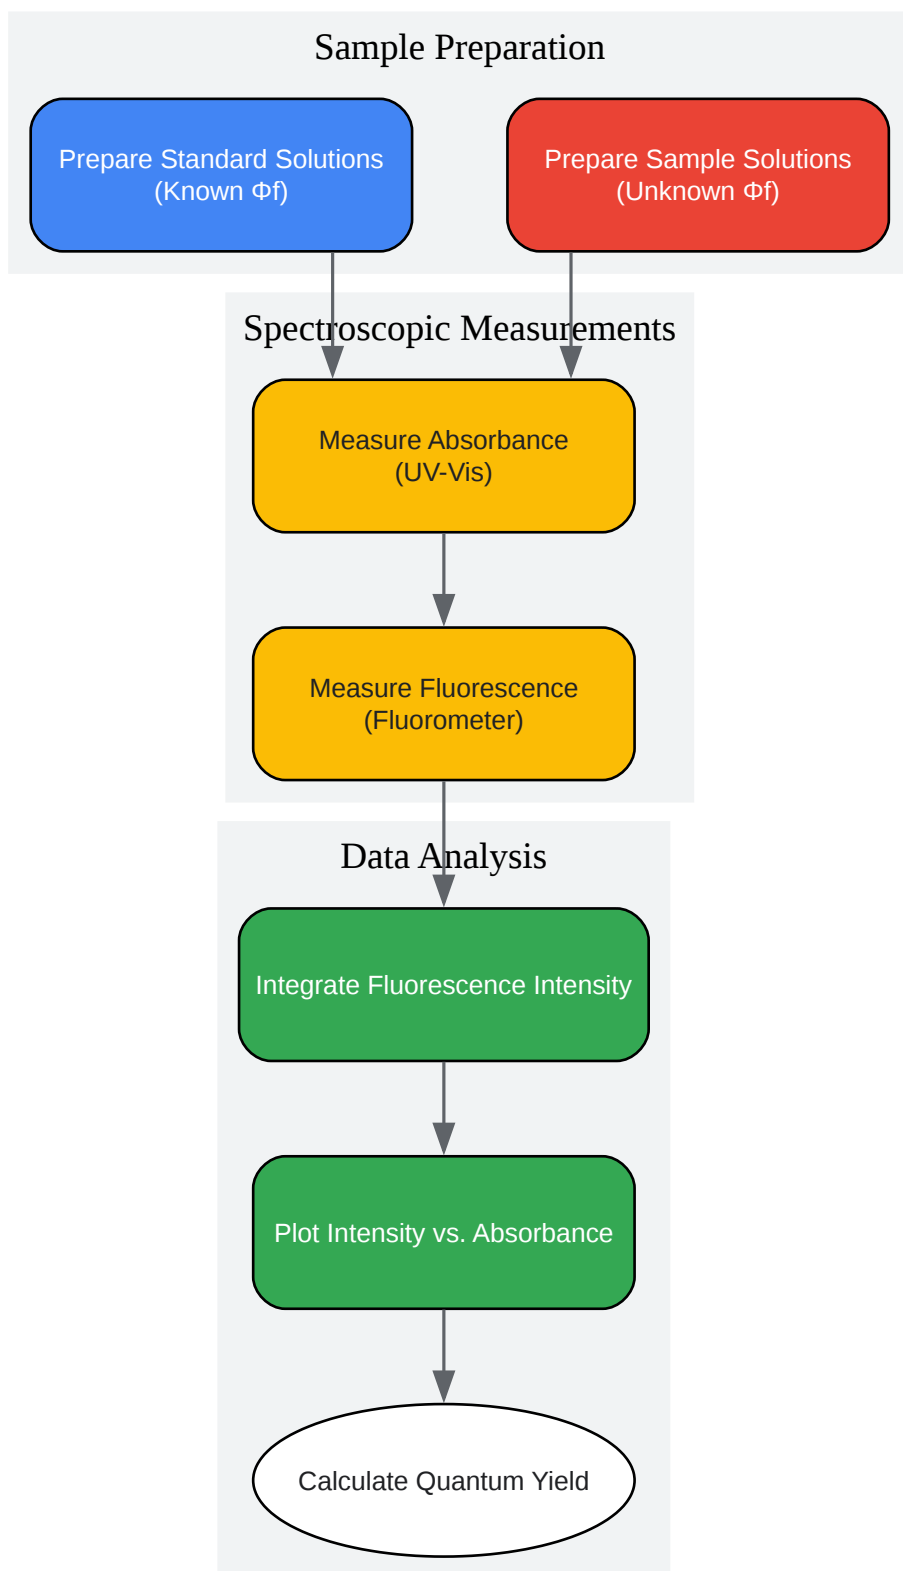 Sample Preparation
Prepare Standard Solutions
(Known Φf)
Prepare Sample Solutions
(Unknown Φf)
Spectroscopic Measurements
Measure Absorbance
(UV-Vis)
Measure Fluorescence
(Fluorometer)
Data Analysis
Integrate Fluorescence Intensity
Plot Intensity vs. Absorbance
Calculate Quantum Yield